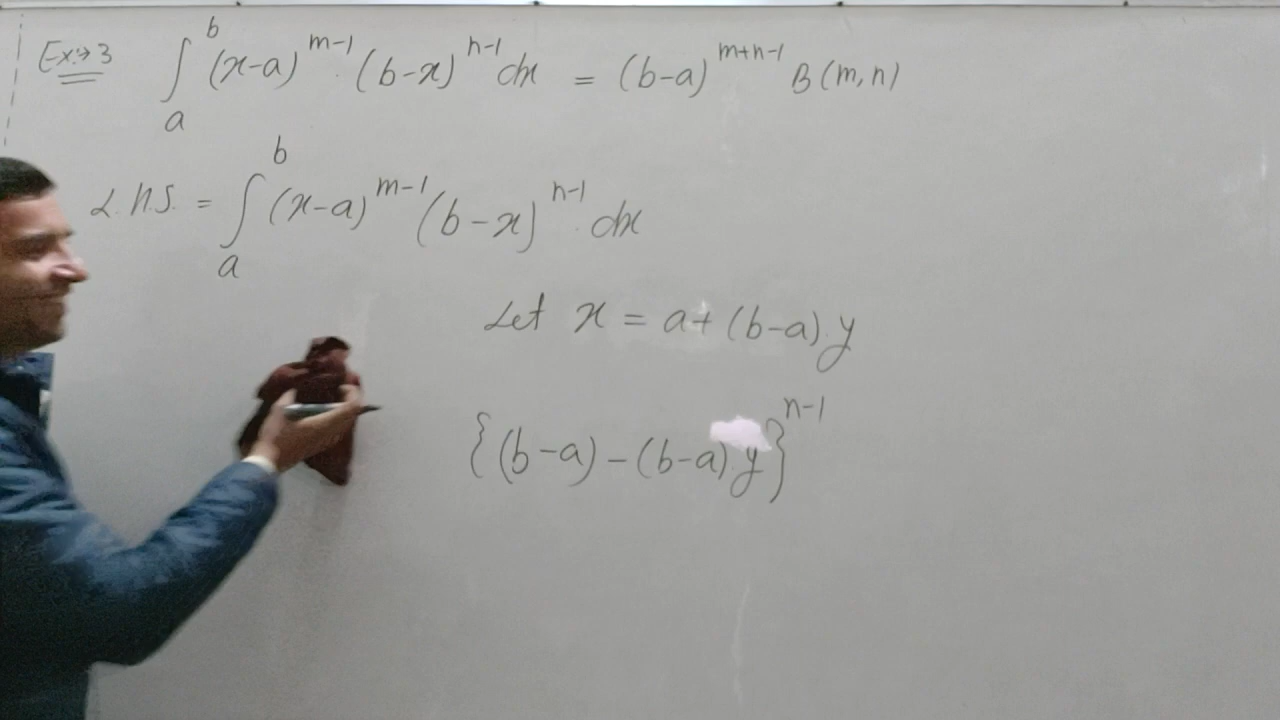 Ex→3 ∫_a^b (x-a)^{m-1} (b-x)^{n-1} dx = (b-a)^{m+n-1} B(m,n)
L.H.S. = ∫_a^b (x-a)^{m-1} (b-x)^{n-1} dx
Let x = a+(b-a).y
{(b-a)-(b-a).y}^{n-1}